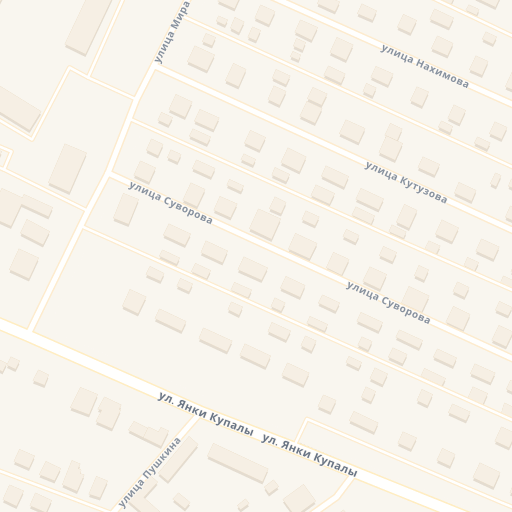 улица Мира
улица Нахимова
улица Кутузова
улица Суворова
улица Суворова
ул. Янки Купалы
ул. Янки Купалы
улица Пушкина